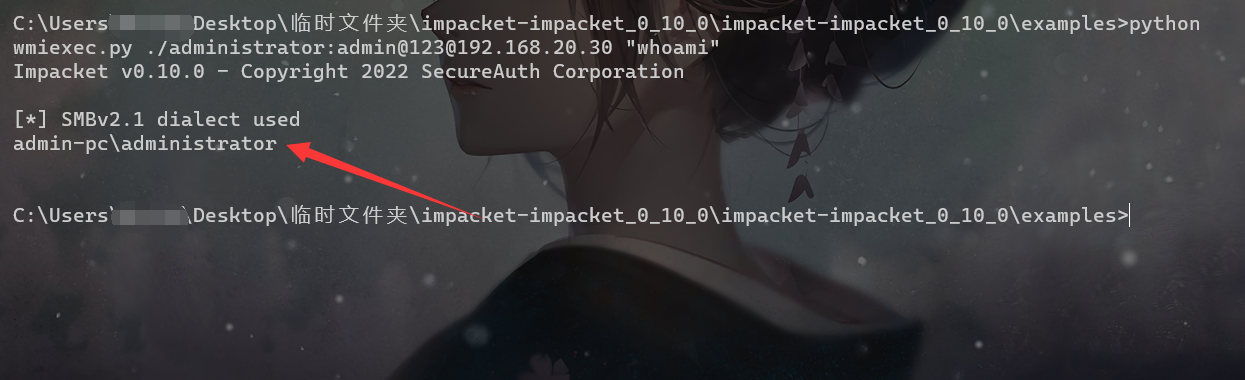 C:\Users\ \Desktop\临时文件夹\impacket-impacket_0_10_0\impacket-impacket_0_10_0\examples>python
wmiexec.py ./administrator:admin@123@192.168.20.30 "whoami"
Impacket v0.10.0 - Copyright 2022 SecureAuth Corporation
[*] SMBv2.1 dialect used
admin-pc\administrator
C:\Users\ \Desktop\临时文件夹\impacket-impacket_0_10_0\impacket-impacket_0_10_0\examples>